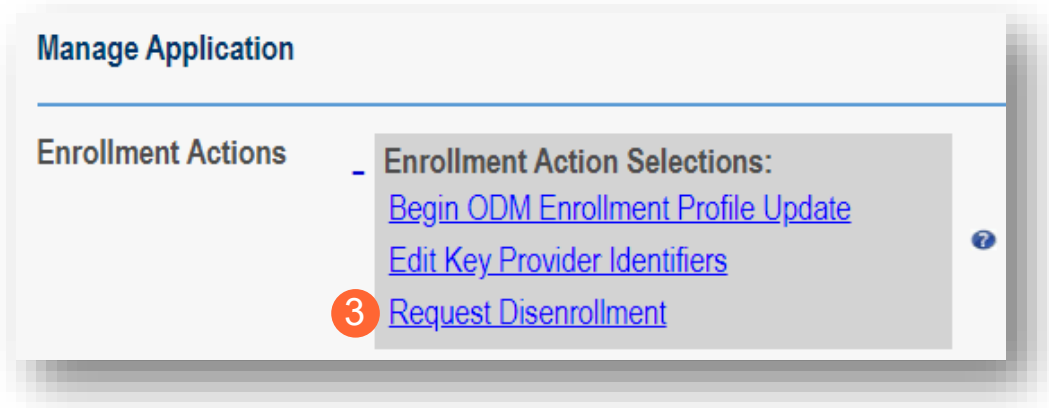 Manage Application
Enrollment Actions
- Enrollment Action Selections:
Begin ODM Enrollment Profile Update
Edit Key Provider Identifiers
?
3 Request Disenrollment